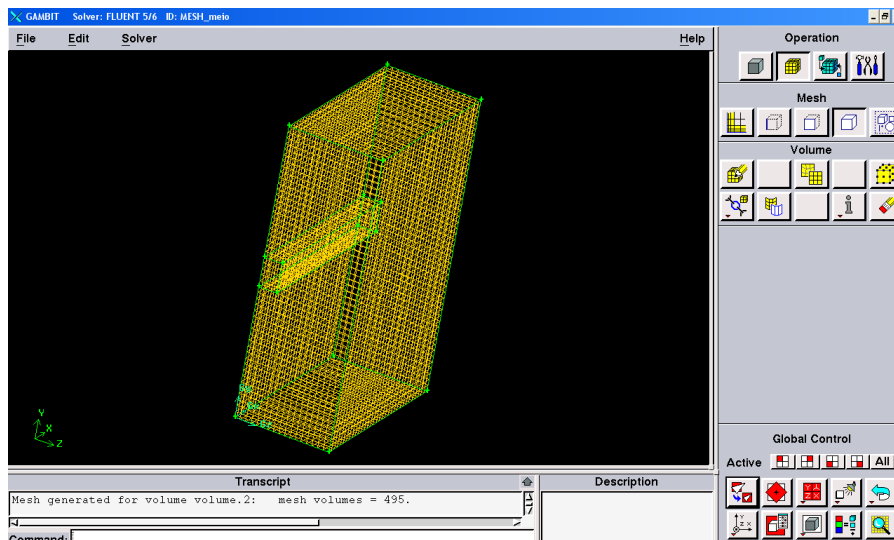 GAMBIT Solver: FLUENT 5/6 ID: MESH_meio
File Edit Solver Help
Operation
Mesh
Volume
Y
X
Z
Global Control
Active All
Transcript Description
Mesh generated for volume volume.2: mesh volumes = 495.
Command: